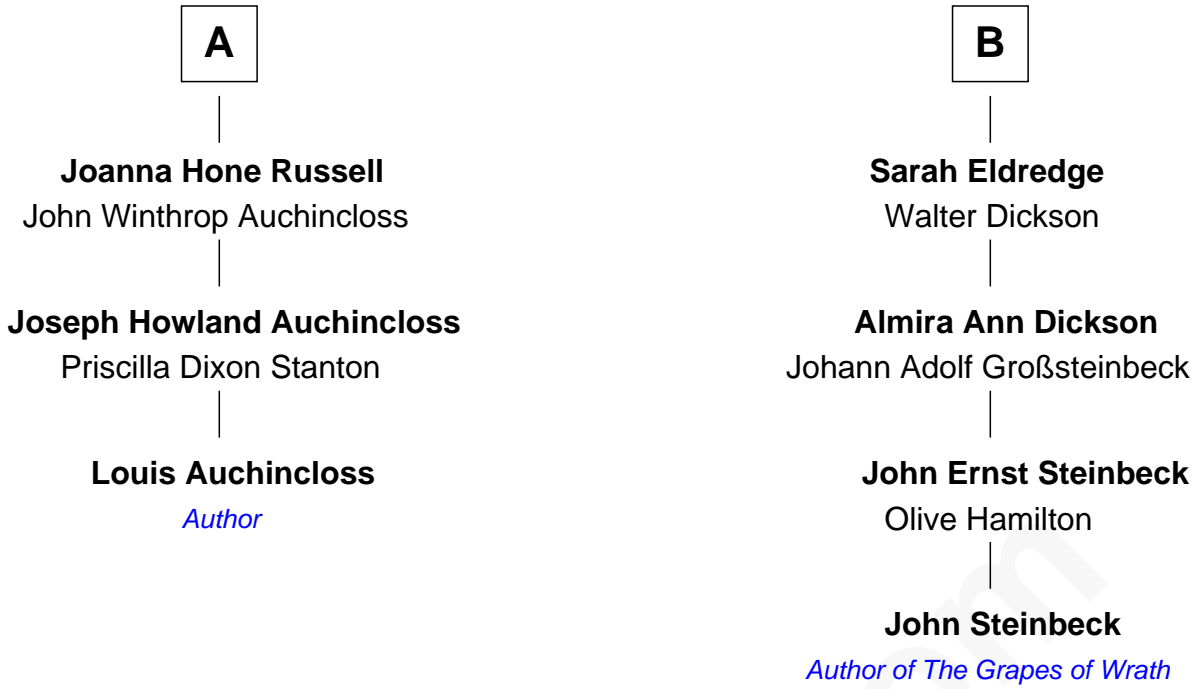 A
Joanna Hone Russell
John Winthrop Auchincloss
Joseph Howland Auchincloss
Priscilla Dixon Stanton
Louis Auchincloss
Author
B
Sarah Eldredge
Walter Dickson
Almira Ann Dickson
Johann Adolf Großsteinbeck
John Ernst Steinbeck
Olive Hamilton
John Steinbeck
Author of The Grapes of Wrath